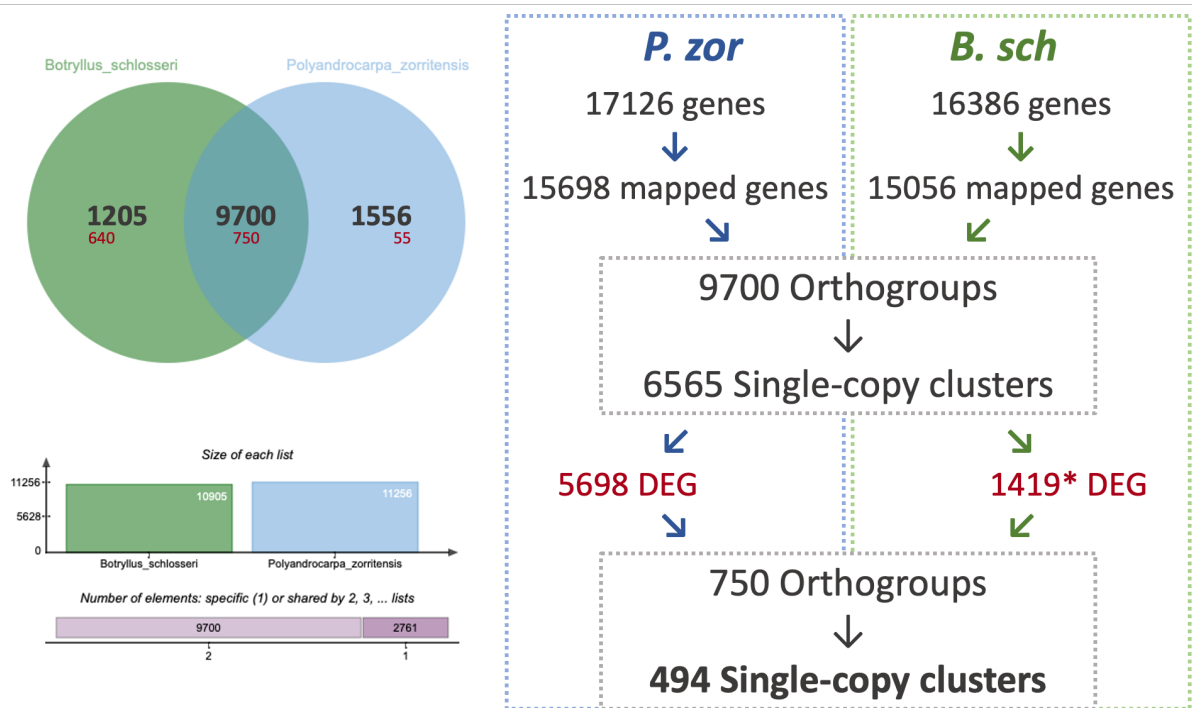 Botryllus_schlosseri
Polyandrocarpa_zorritensis
1205
9700
1556
640
750
55
Size of each list
11256
5628
0
10905
11256
Botryllus_schlosseri
Polyandrocarpa_zorritensis
Number of elements: specific (1) or shared by 2, 3, ... lists
9700
2761
2
1
P. zor
B. sch
17126 genes
16386 genes
↓
↓
15698 mapped genes
15056 mapped genes
↘
↙
9700 Orthogroups
↓
6565 Single-copy clusters
↙
↘
5698 DEG
1419* DEG
↘
↙
750 Orthogroups
↓
494 Single-copy clusters